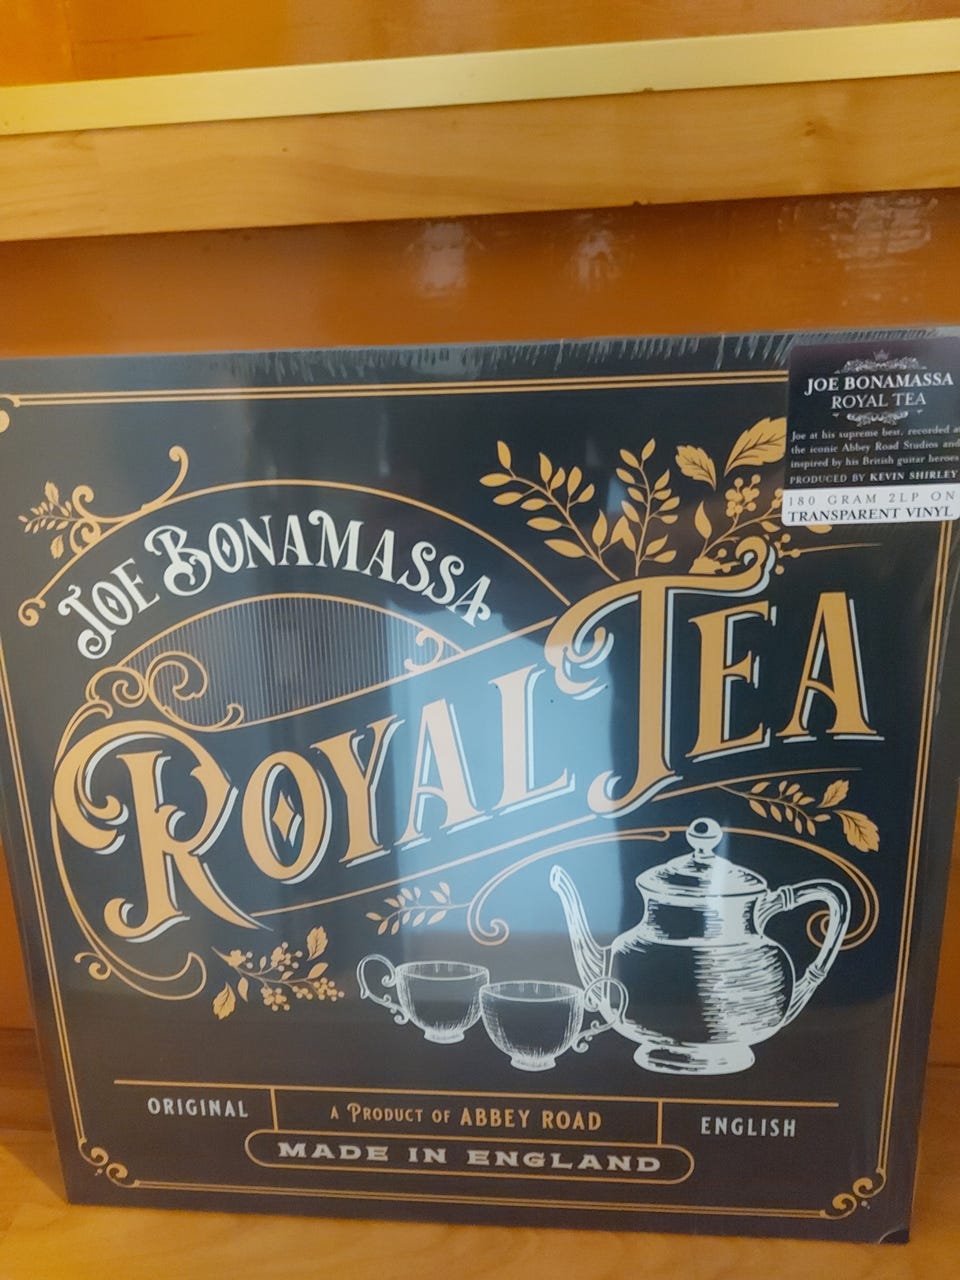 JOE BONAMASSA
ROYAL TEA
Joe at his supreme best, recorded at
the iconic Abbey Road Studios and
inspired by his British guitar heroes
PRODUCED BY KEVIN SHIRLEY
180 GRAM 2LP ON
TRANSPARENT VINYL
JOE BONAMASSA
ROYAL TEA
ORIGINAL
A PRODUCT OF ABBEY ROAD
ENGLISH
MADE IN ENGLAND